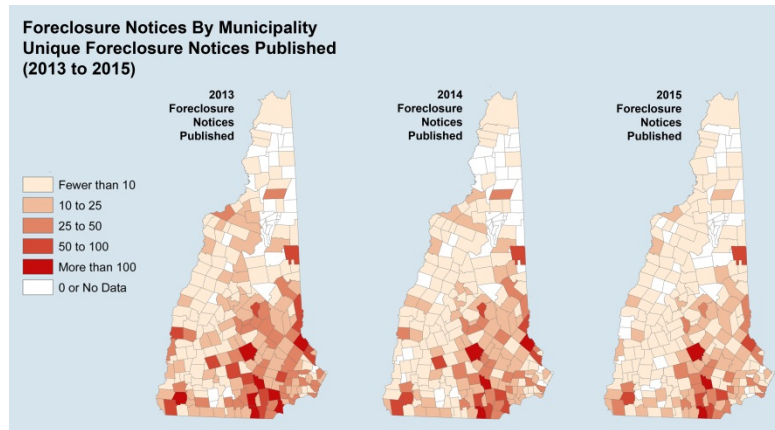 Foreclosure Notices By Municipality
Unique Foreclosure Notices Published
(2013 to 2015)
2013
Foreclosure
Notices
Published
2014
Foreclosure
Notices
Published
2015
Foreclosure
Notices
Published
Fewer than 10
10 to 25
25 to 50
50 to 100
More than 100
0 or No Data